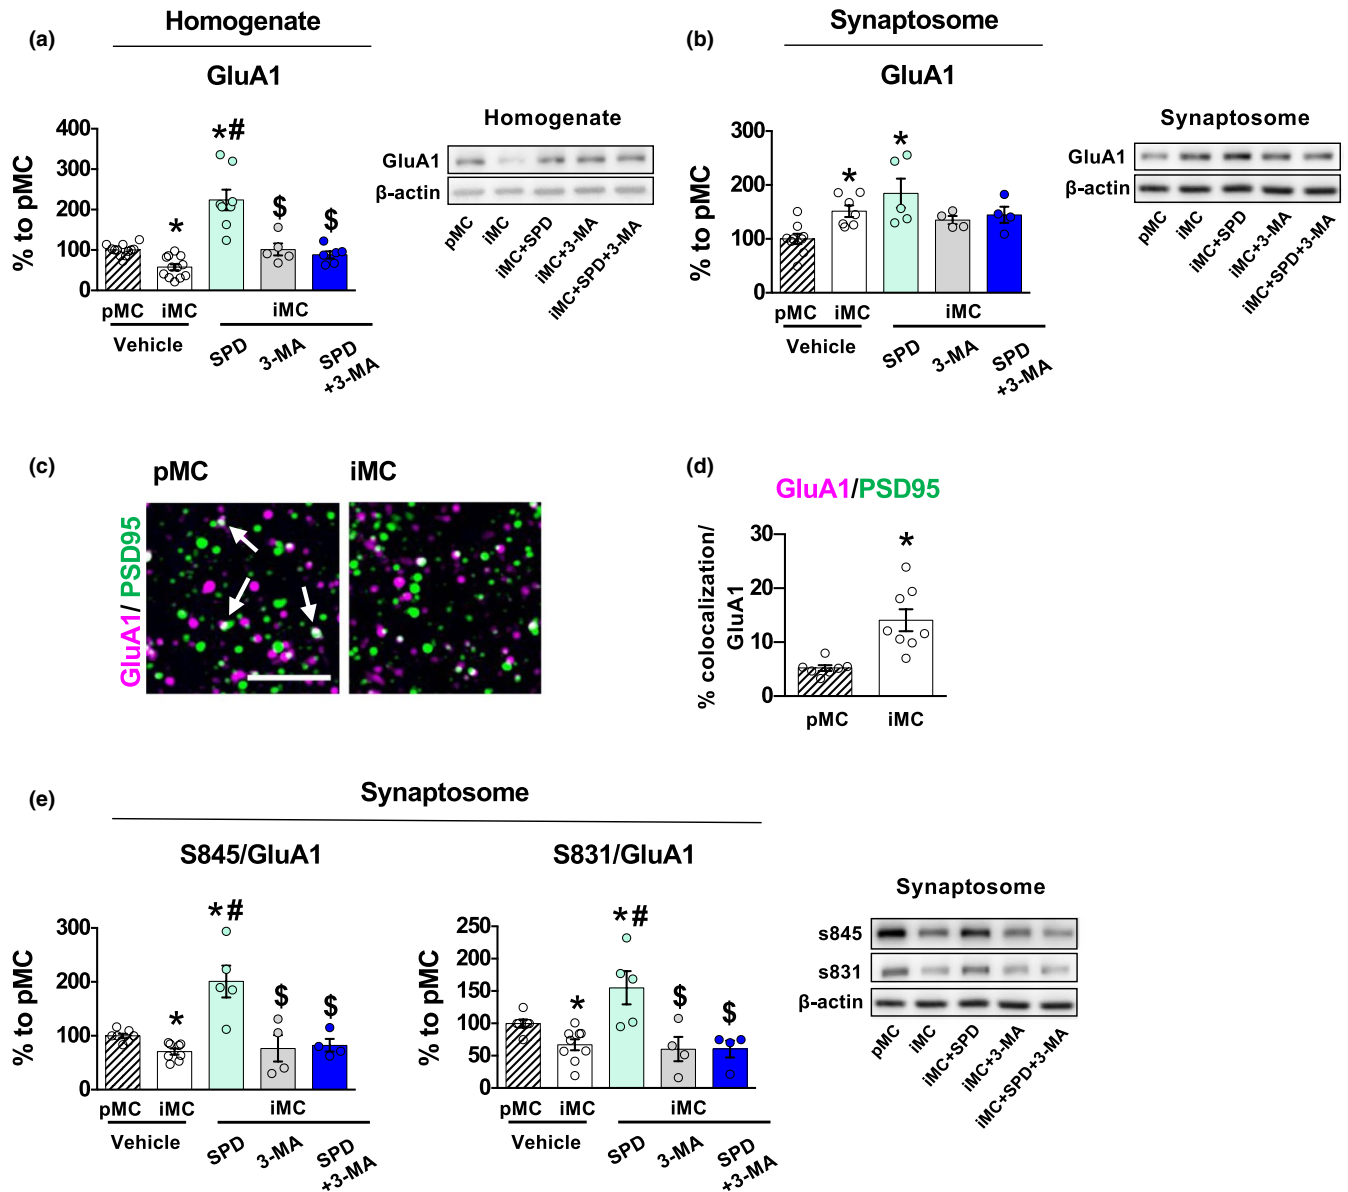 (a)
Homogenate
GluA1
% to pMC
400
300
200
100
0
*
*#
$
$
pMC
iMC
iMC
Vehicle
SPD
3-MA
SPD
+3-MA
Homogenate
GluA1
β-actin
pMC
iMC
iMC+SPD
iMC+3-MA
iMC+SPD+3-MA
(b)
Synaptosome
GluA1
% to pMC
300
200
100
0
*
*
pMC
iMC
iMC
Vehicle
SPD
3-MA
SPD
+3-MA
Synaptosome
GluA1
β-actin
pMC
iMC
iMC+SPD
iMC+3-MA
iMC+SPD+3-MA
(c)
pMC
iMC
GluA1/ PSD95
(d)
GluA1/PSD95
% colocalization/
GluA1
30
20
10
0
*
pMC
iMC
(e)
Synaptosome
S845/GluA1
% to pMC
300
200
100
0
*
*#
$
$
pMC
iMC
iMC
Vehicle
SPD
3-MA
SPD
+3-MA
S831/GluA1
% to pMC
250
200
150
100
50
0
*
*#
$
$
pMC
iMC
iMC
Vehicle
SPD
3-MA
SPD
+3-MA
Synaptosome
s845
s831
β-actin
pMC
iMC
iMC+SPD
iMC+3-MA
iMC+SPD+3-MA